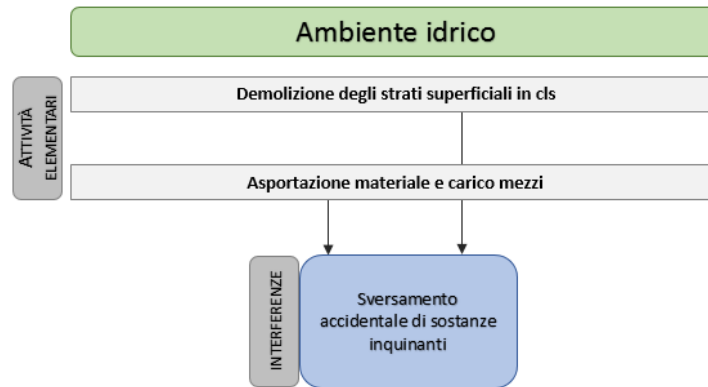 Ambiente idrico
ATTIVITÀ
ELEMENTARI
Demolizione degli strati superficiali in cls
Asportazione materiale e carico mezzi
INTERFERENZE
Sversamento
accidentale di sostanze
inquinanti